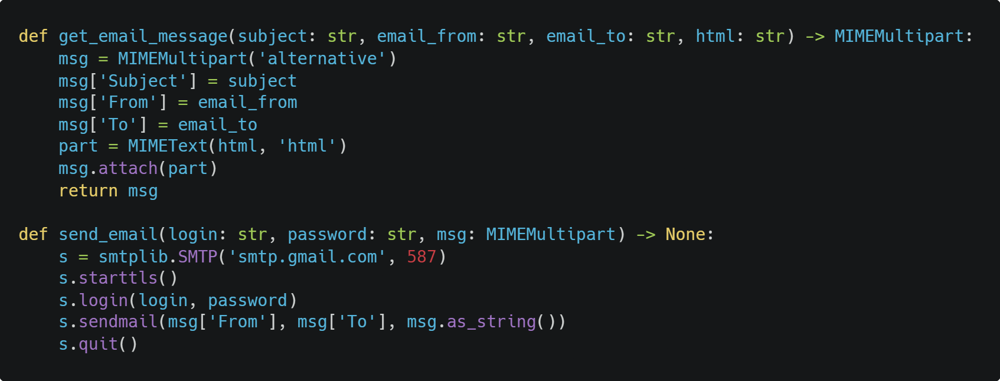 def get_email_message(subject: str, email_from: str, email_to: str, html: str) -> MIMEMultipart:
    msg = MIMEMultipart('alternative')
    msg['Subject'] = subject
    msg['From'] = email_from
    msg['To'] = email_to
    part = MIMEText(html, 'html')
    msg.attach(part)
    return msg

def send_email(login: str, password: str, msg: MIMEMultipart) -> None:
    s = smtplib.SMTP('smtp.gmail.com', 587)
    s.starttls()
    s.login(login, password)
    s.sendmail(msg['From'], msg['To'], msg.as_string())
    s.quit()